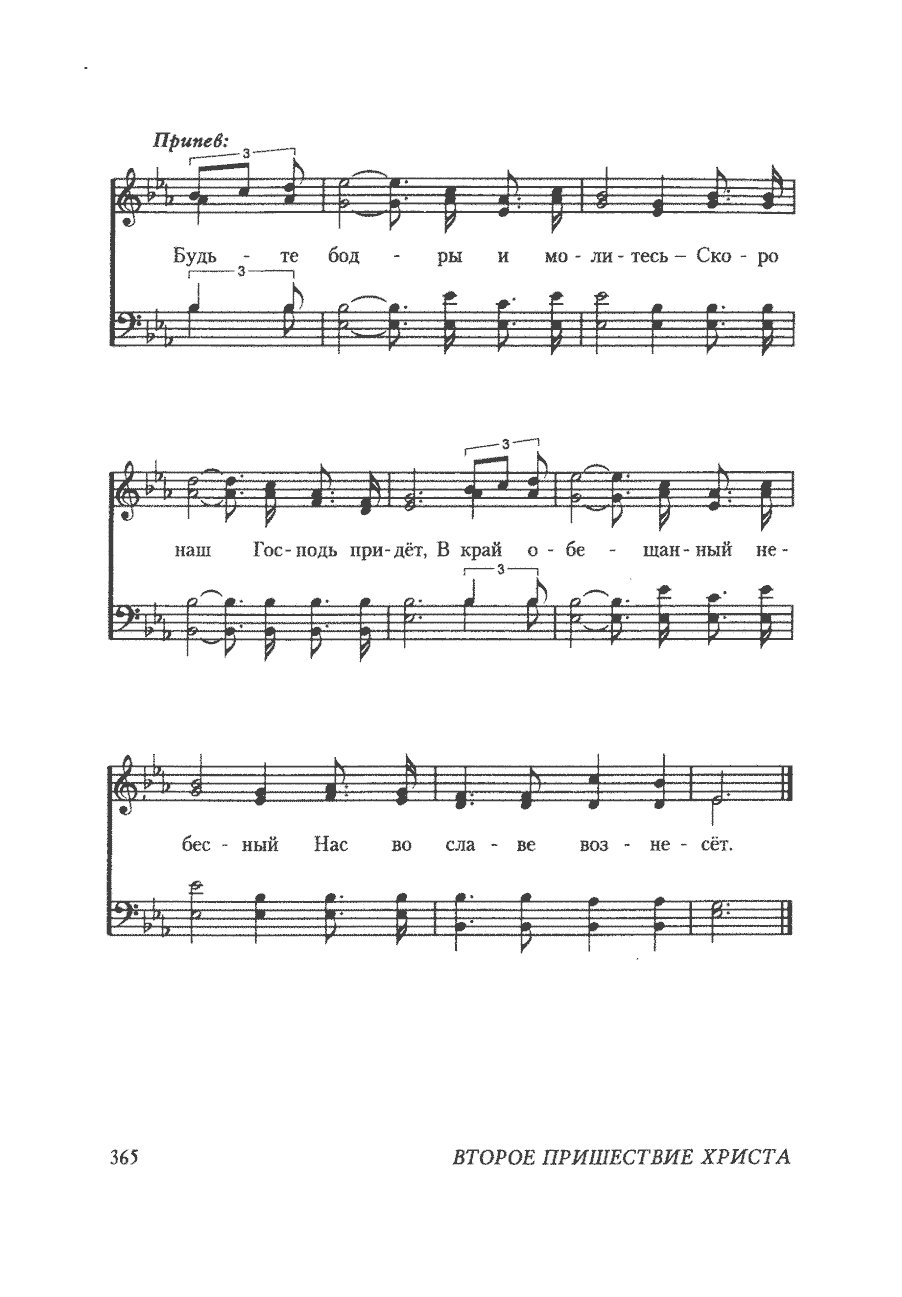 Припев:
3
Будь - те бод - ры и мо - ли - тесь – Ско - ро
3
3
наш Гос - подь при - дёт, В край о - бе - щан - ный не -
3
бес - ный Нас во сла - ве воз - не - сёт.
365 ВТОРОЕ ПРИШЕСТВИЕ ХРИСТА